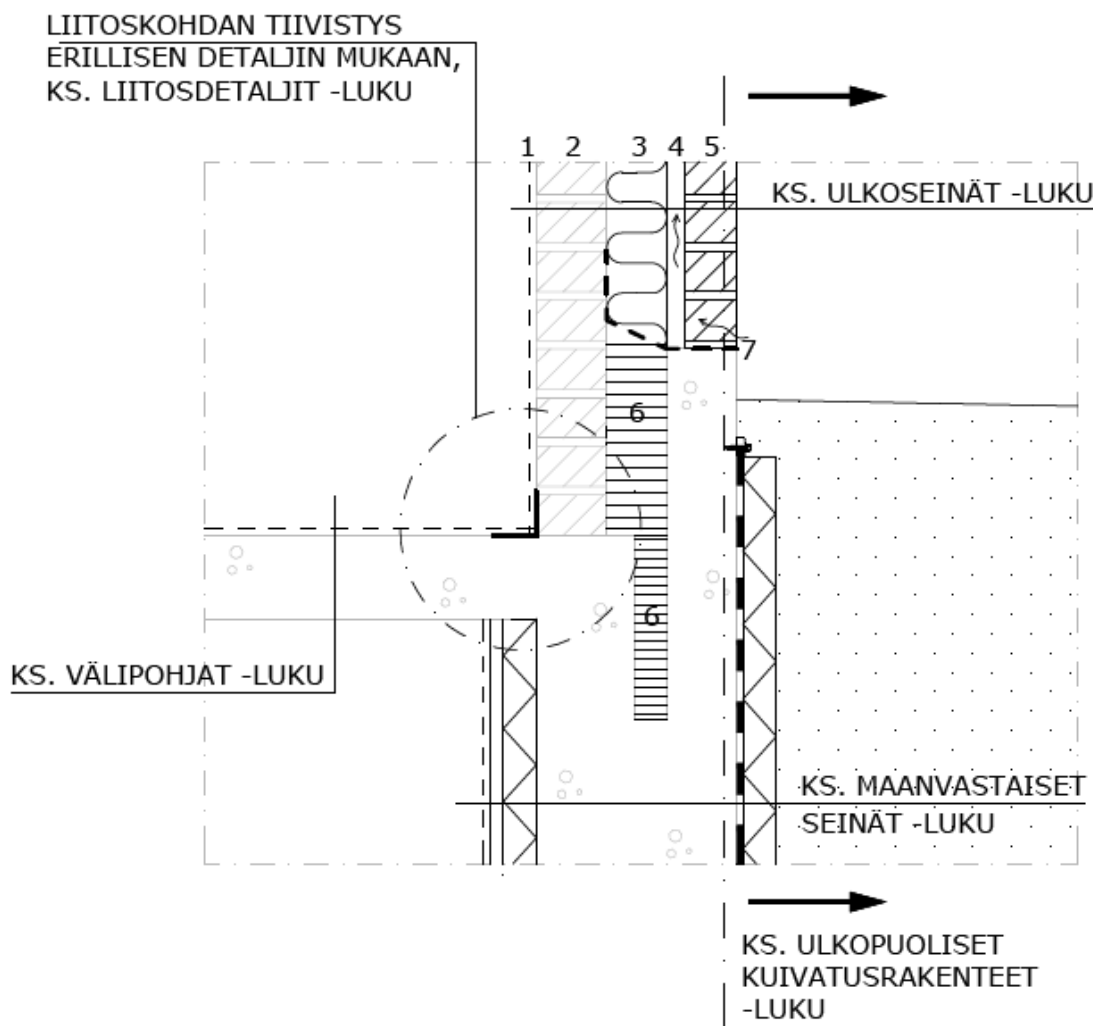 LIITOSKOHDAN TIIVISTYS
ERILLISEN DETALJIN MUKAAN,
KS. LIITOSDETALJIT -LUKU
1 2 3 4 5
KS. ULKOSEINÄT -LUKU
7
6
6
KS. VÄLIPOHJAT -LUKU
KS. MAANVASTAISET
SEINÄT -LUKU
KS. ULKOPUOLISET
KUIVATUSRAKENTEET
-LUKU